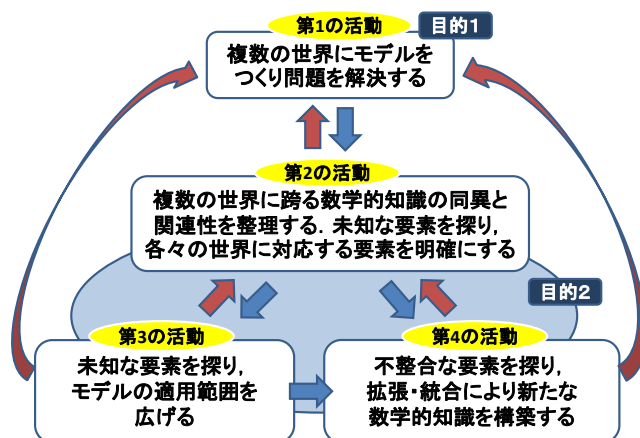 第1の活動
目的1
複数の世界にモデルを
つくり問題を解決する
第2の活動
複数の世界に跨る数学的知識の同異と
関連性を整理する．未知な要素を探り，
各々の世界に対応する要素を明確にする
目的２
第3の活動
未知な要素を探り，
モデルの適用範囲を
広げる
第4の活動
不整合な要素を探り，
拡張・統合により新たな
数学的知識を構築する